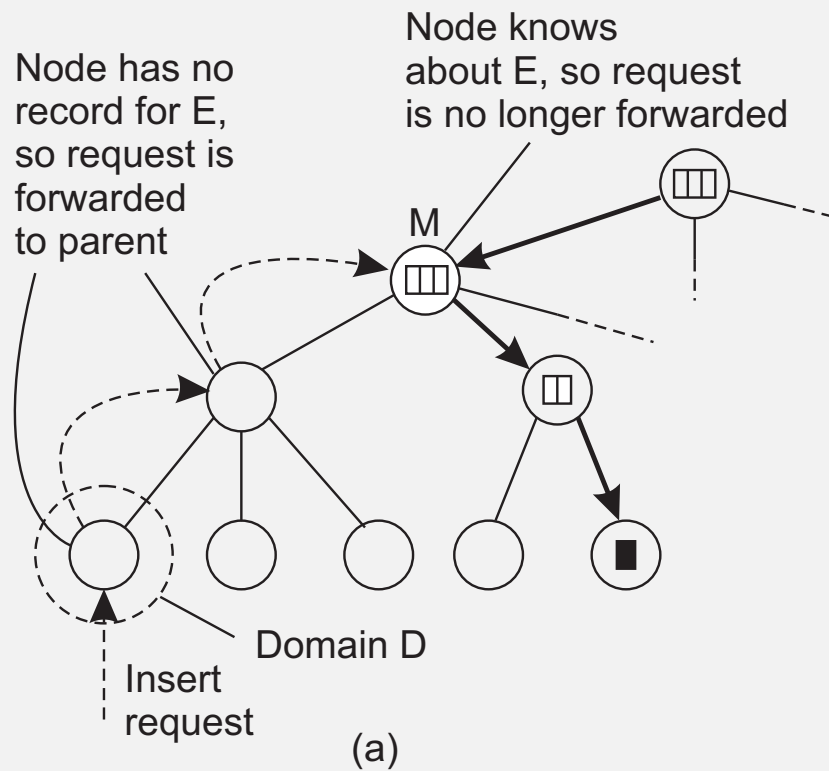 Node has no
record for E,
so request is
forwarded
to parent
Node knows
about E, so request
is no longer forwarded
M
Domain D
Insert
request
(a)